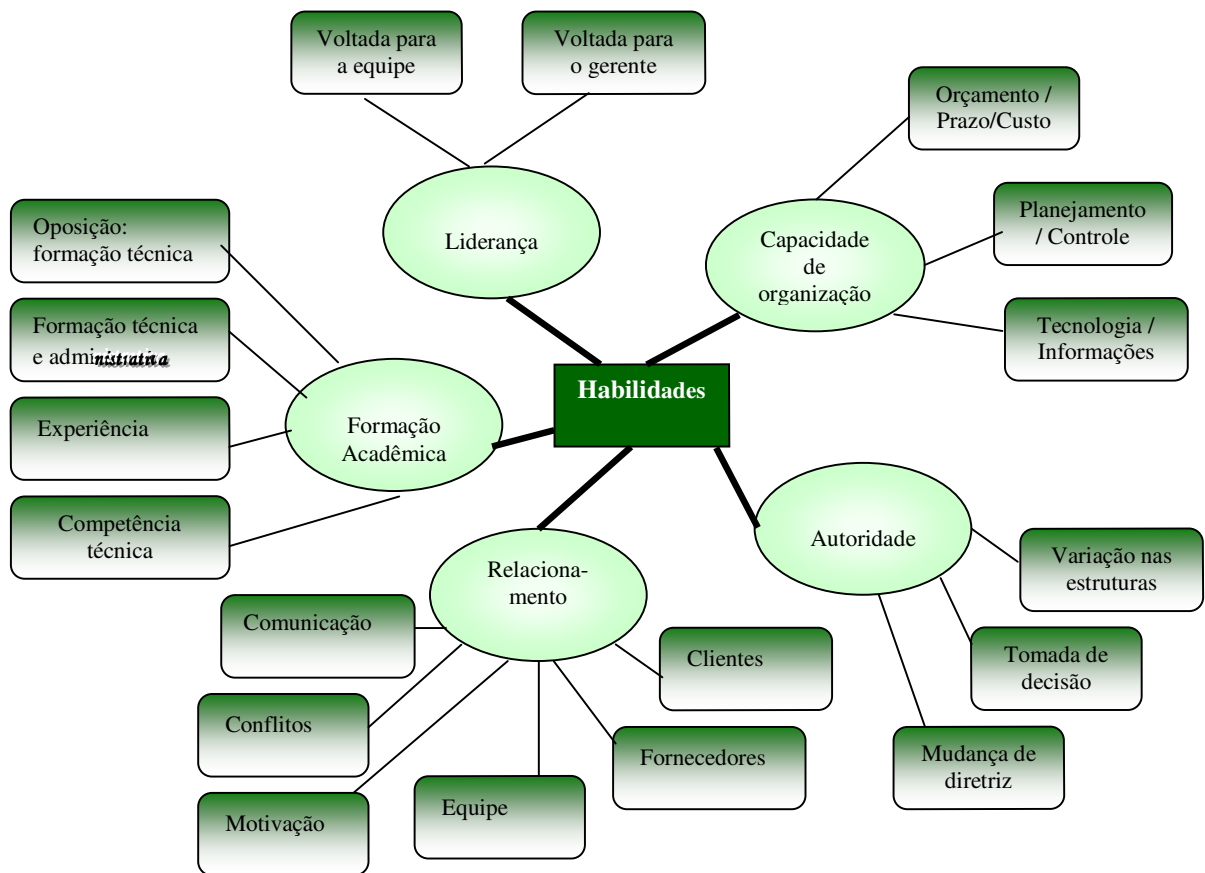 Voltada para
a equipe
Voltada para
o gerente
Orçamento /
Prazo/Custo
Planejamento
/ Controle
Tecnologia /
Informações
Liderança
Capacidade
de
organização
Oposição:
formação técnica
Formação técnica
e administrativa
Experiência
Competência
técnica
Formação
Acadêmica
Habilidades
Autoridade
Variação nas
estruturas
Tomada de
decisão
Mudança de
diretriz
Relaciona-
mento
Comunicação
Conflitos
Motivação
Equipe
Fornecedores
Clientes